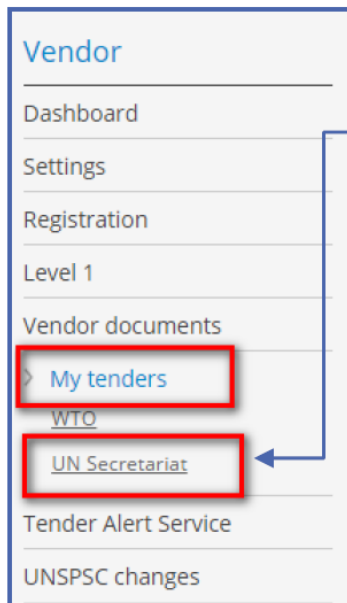 Vendor
Dashboard
Settings
Registration
Level 1
Vendor documents
My tenders
WTO
UN Secretariat
Tender Alert Service
UNSPSC changes